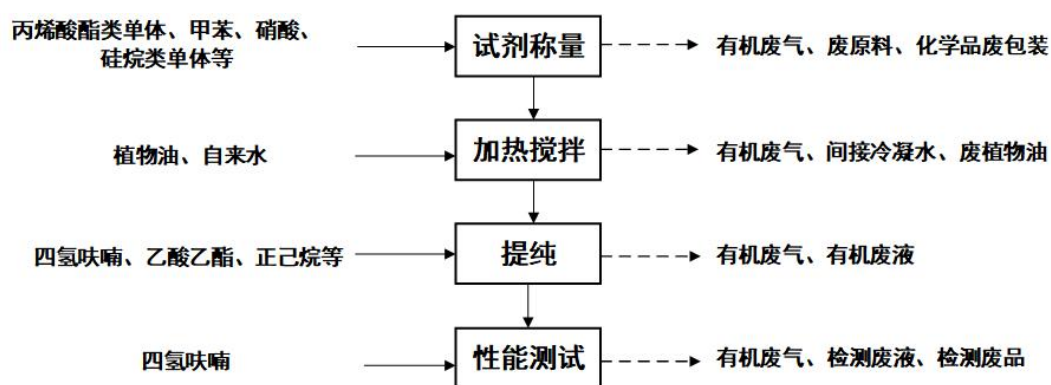 丙烯酸酯类单体、甲苯、硝酸、
硅烷类单体等
试剂称量
有机废气、废原料、化学品废包装
植物油、自来水
加热搅拌
有机废气、间接冷凝水、废植物油
四氢呋喃、乙酸乙酯、正己烷等
提纯
有机废气、有机废液
四氢呋喃
性能测试
有机废气、检测废液、检测废品